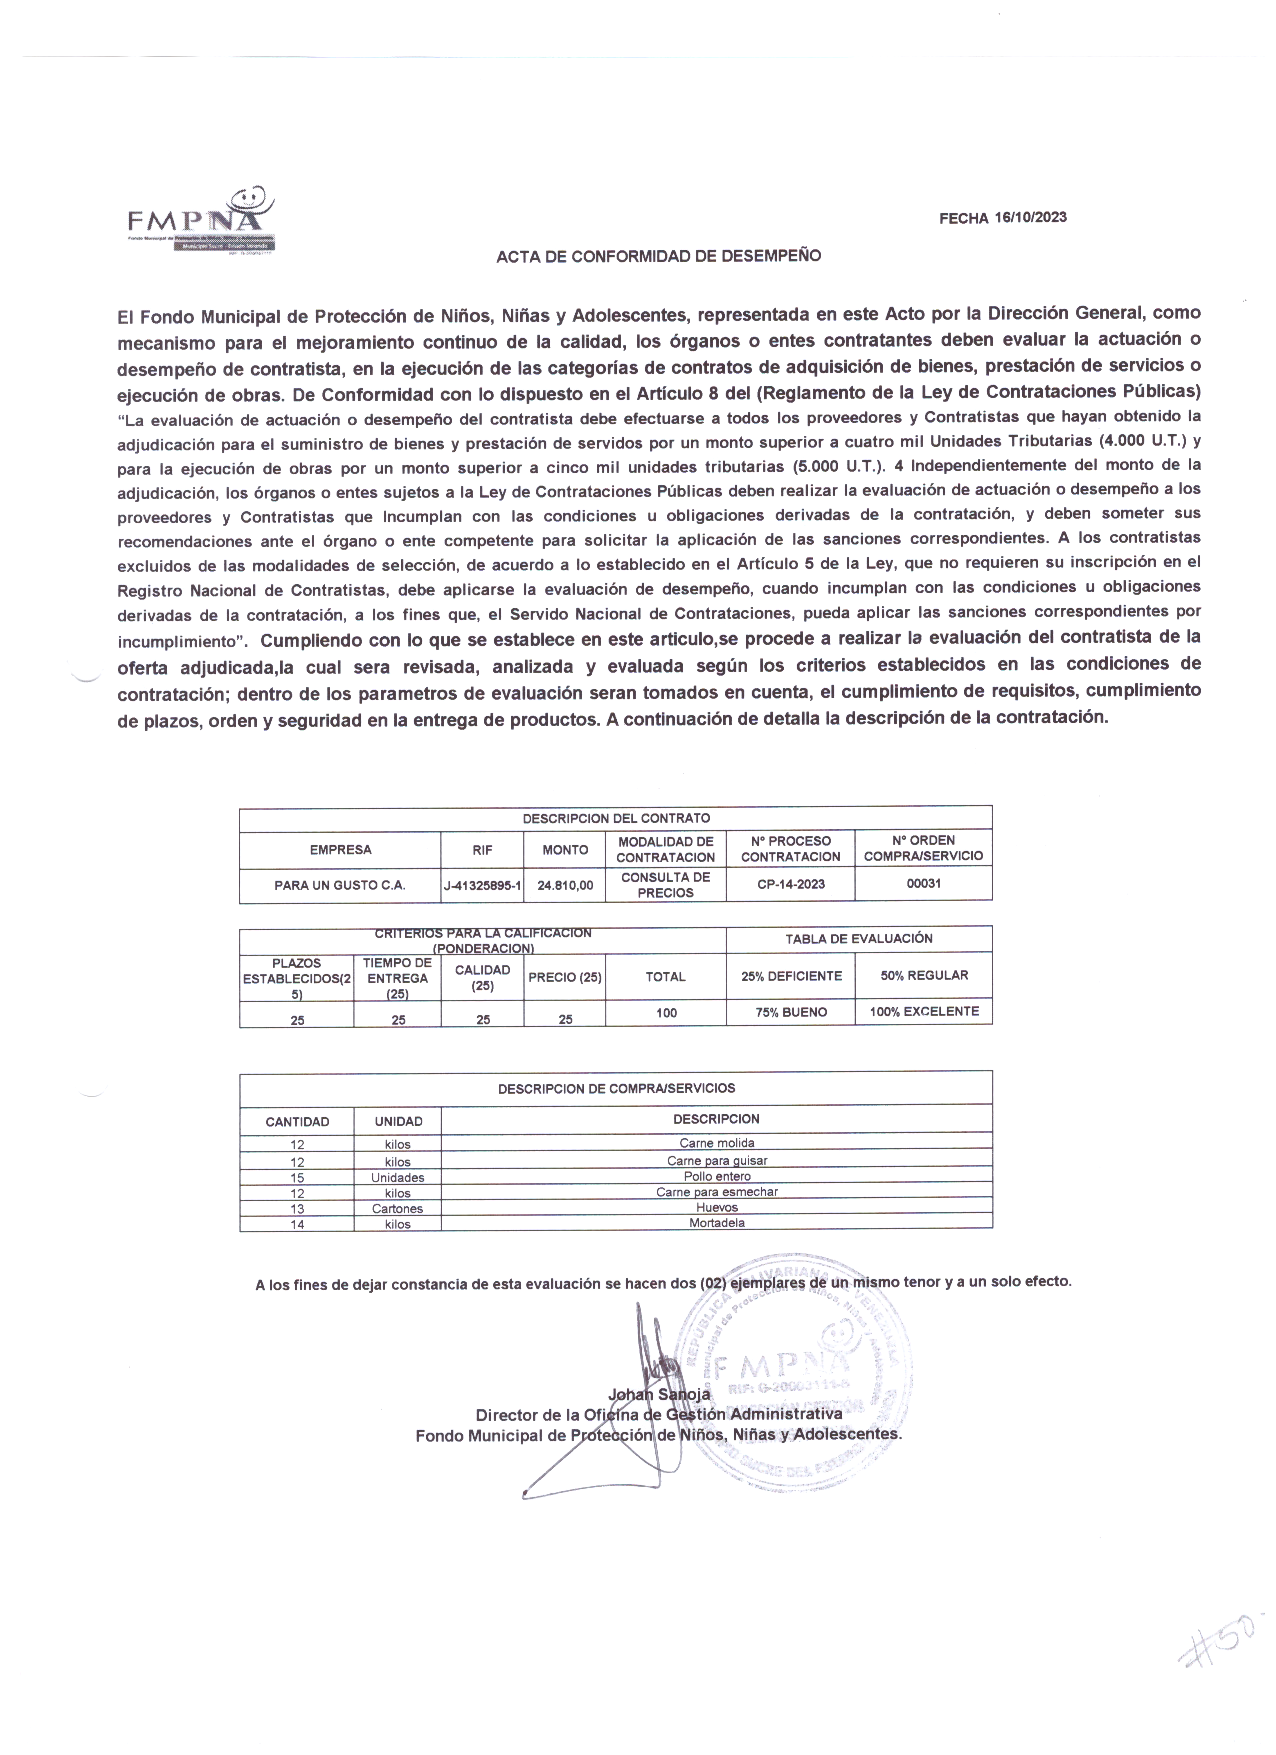 FMPNA
Fondo Municipal de Protección de Niños, Niñas y Adolescentes
Municipio Sucre - Estado Miranda
FECHA 16/10/2023
ACTA DE CONFORMIDAD DE DESEMPEÑO
El Fondo Municipal de Protección de Niños, Niñas y Adolescentes, representada en este Acto por la Dirección General, como
mecanismo para el mejoramiento continuo de la calidad, los órganos o entes contratantes deben evaluar la actuación o
desempeño de contratista, en la ejecución de las categorías de contratos de adquisición de bienes, prestación de servicios o
ejecución de obras. De Conformidad con lo dispuesto en el Artículo 8 del (Reglamento de la Ley de Contrataciones Públicas)
“La evaluación de actuación o desempeño del contratista debe efectuarse a todos los proveedores y Contratistas que hayan obtenido la
adjudicación para el suministro de bienes y prestación de servidos por un monto superior a cuatro mil Unidades Tributarias (4.000 U.T.) y
para la ejecución de obras por un monto superior a cinco mil unidades tributarias (5.000 U.T.). 4 Independientemente del monto de la
adjudicación, los órganos o entes sujetos a la Ley de Contrataciones Públicas deben realizar la evaluación de actuación o desempeño a los
proveedores y Contratistas que Incumplan con las condiciones u obligaciones derivadas de la contratación, y deben someter sus
recomendaciones ante el órgano o ente competente para solicitar la aplicación de las sanciones correspondientes. A los contratistas
excluidos de las modalidades de selección, de acuerdo a lo establecido en el Artículo 5 de la Ley, que no requieren su inscripción en el
Registro Nacional de Contratistas, debe aplicarse la evaluación de desempeño, cuando incumplan con las condiciones u obligaciones
derivadas de la contratación, a los fines que, el Servido Nacional de Contrataciones, pueda aplicar las sanciones correspondientes por
incumplimiento”. Cumpliendo con lo que se establece en este articulo,se procede a realizar la evaluación del contratista de la
oferta adjudicada,la cual sera revisada, analizada y evaluada según los criterios establecidos en las condiciones de
contratación; dentro de los parametros de evaluación seran tomados en cuenta, el cumplimiento de requisitos, cumplimiento
de plazos, orden y seguridad en la entrega de productos. A continuación de detalla la descripción de la contratación.
DESCRIPCION DEL CONTRATO
EMPRESA RIF MONTO MODALIDAD DE CONTRATACION Nº PROCESO CONTRATACION Nº ORDEN COMPRA/SERVICIO
PARA UN GUSTO C.A. J-41325895-1 24.810,00 CONSULTA DE PRECIOS CP-14-2023 00031
CRITERIOS PARA LA CALIFICACION (PONDERACION) TABLA DE EVALUACIÓN
PLAZOS ESTABLECIDOS(25) TIEMPO DE ENTREGA (25) CALIDAD (25) PRECIO (25) TOTAL 25% DEFICIENTE 50% REGULAR
25 25 25 25 100 75% BUENO 100% EXCELENTE
DESCRIPCION DE COMPRA/SERVICIOS
CANTIDAD UNIDAD DESCRIPCION
12 kilos Carne molida
12 kilos Carne para guisar
15 Unidades Pollo entero
12 kilos Carne para esmechar
13 Cartones Huevos
14 kilos Mortadela
A los fines de dejar constancia de esta evaluación se hacen dos (02) ejemplares de un mismo tenor y a un solo efecto.
REPÚBLICA BOLIVARIANA DE VENEZUELA
FMPNA
Johan Sanoja
Director de la Oficina de Gestión Administrativa
Fondo Municipal de Protección de Niños, Niñas y Adolescentes.
#50